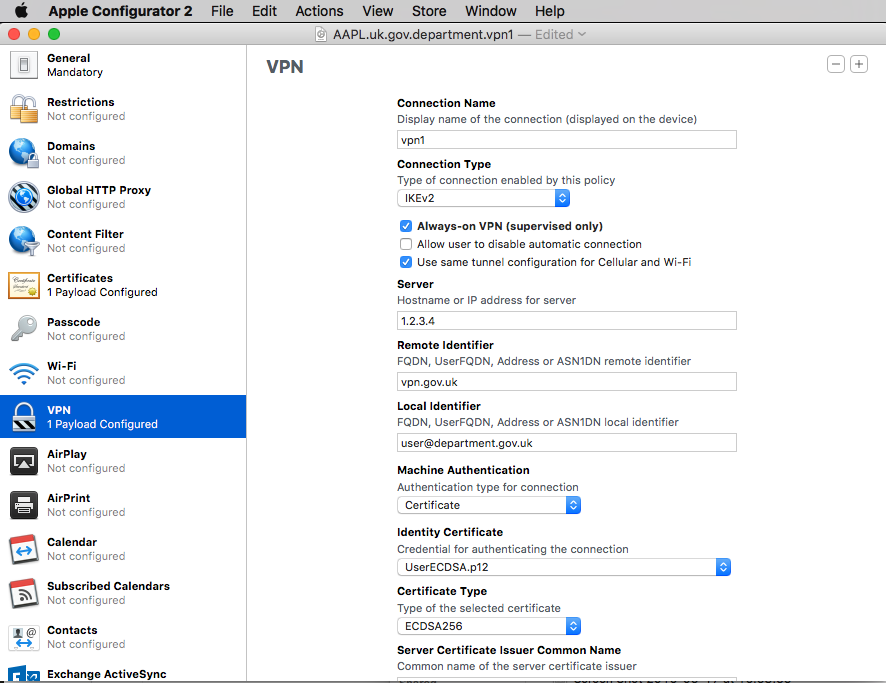 Apple Configurator 2 File Edit Actions View Store Window Help
AAPL.uk.gov.department.vpn1 — Edited
General
Mandatory
Restrictions
Not configured
Domains
Not configured
Global HTTP Proxy
Not configured
Content Filter
Not configured
Certificates
1 Payload Configured
Passcode
Not configured
Wi-Fi
Not configured
VPN
1 Payload Configured
AirPlay
Not configured
AirPrint
Not configured
Calendar
Not configured
Subscribed Calendars
Not configured
Contacts
Not configured
Exchange ActiveSync
VPN
Connection Name
Display name of the connection (displayed on the device)
vpn1
Connection Type
Type of connection enabled by this policy
IKEv2
Always-on VPN (supervised only)
Allow user to disable automatic connection
Use same tunnel configuration for Cellular and Wi-Fi
Server
Hostname or IP address for server
1.2.3.4
Remote Identifier
FQDN, UserFQDN, Address or ASN1DN remote identifier
vpn.gov.uk
Local Identifier
FQDN, UserFQDN, Address or ASN1DN local identifier
user@department.gov.uk
Machine Authentication
Authentication type for connection
Certificate
Identity Certificate
Credential for authenticating the connection
UserECDSA.p12
Certificate Type
Type of the selected certificate
ECDSA256
Server Certificate Issuer Common Name
Common name of the server certificate issuer